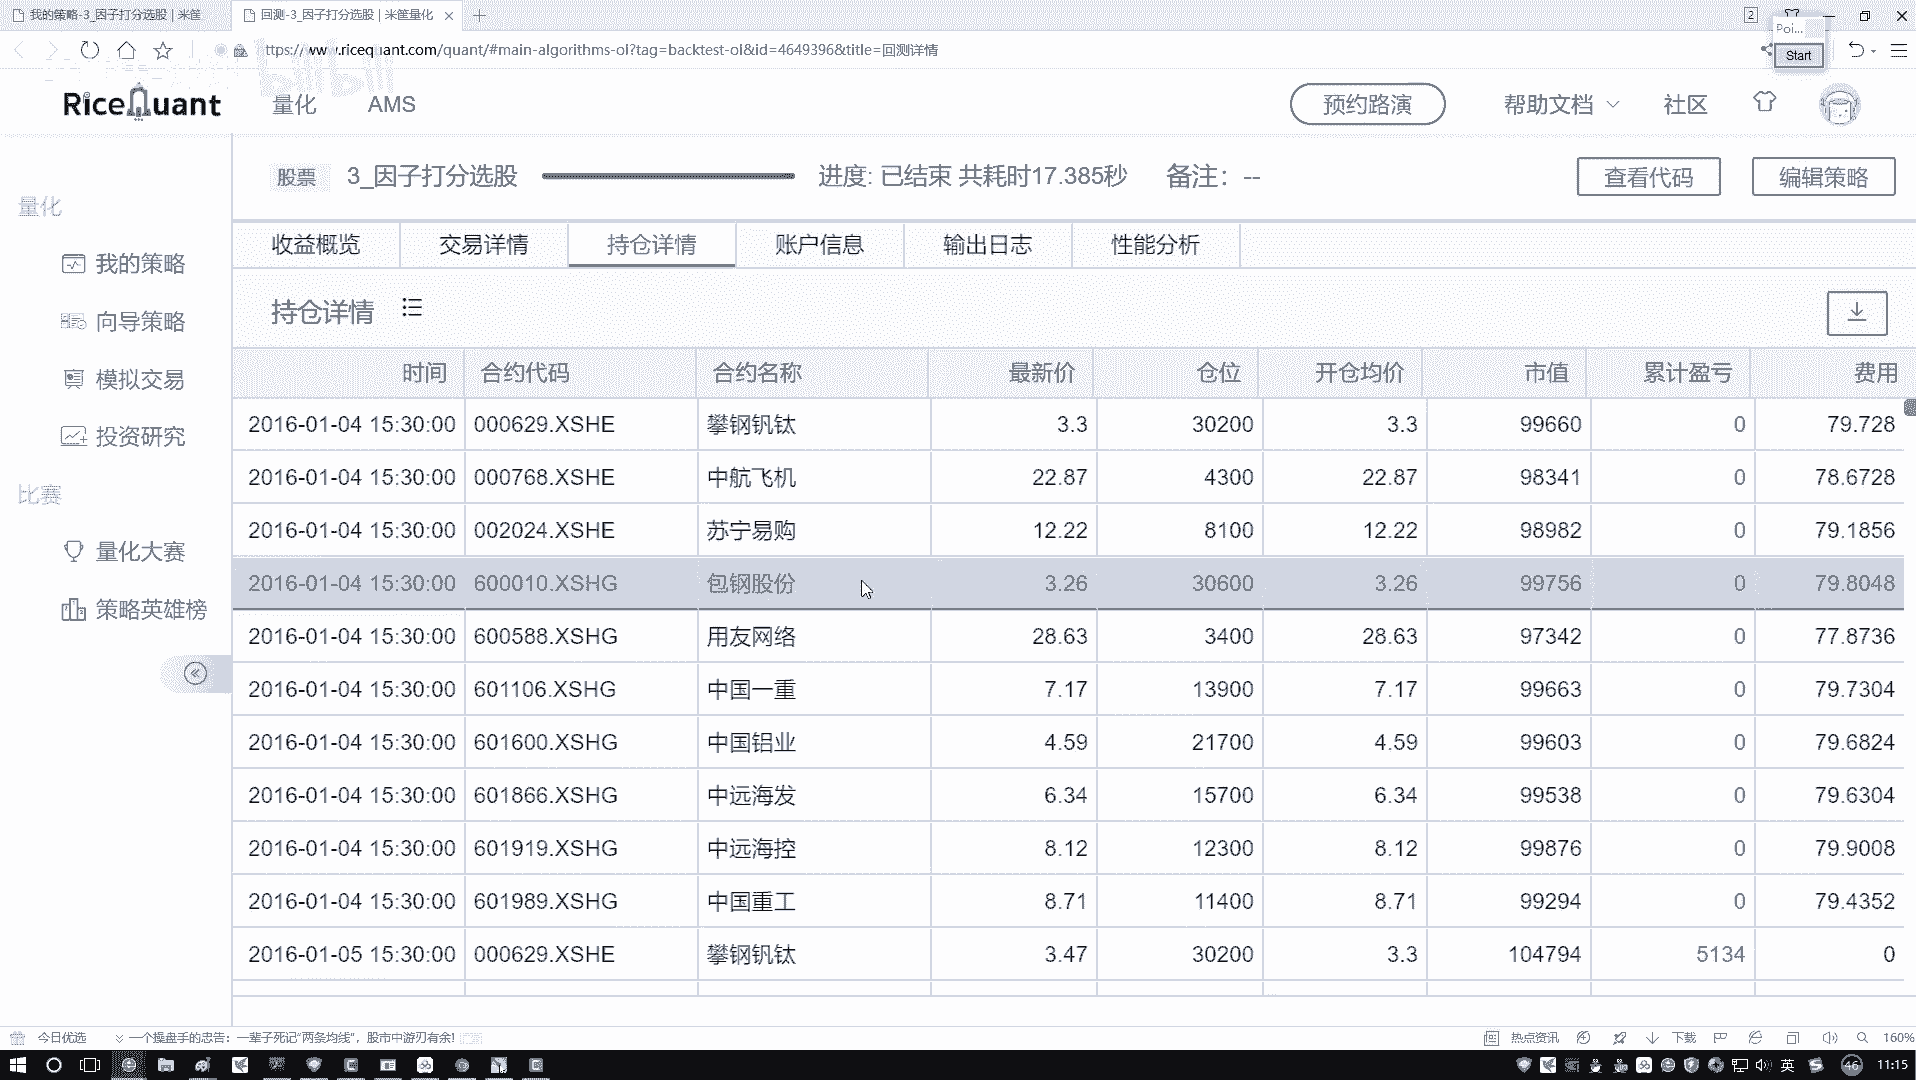 我的策略-3_因子打分选股 | 米筐
回测-3_因子打分选股 | 米筐量化
2
Poi...
Start
ttps://www.ricequant.com/quant/#main-algorithms-ol?tag=backtest-ol&id=4649396&title=回测详情
bilibili
RiceQuant 量化 AMS 预约路演 帮助文档 社区
股票 3_因子打分选股 进度: 已结束 共耗时17.385秒 备注: -- 查看代码 编辑策略
量化
我的策略
向导策略
模拟交易
投资研究
比赛
量化大赛
策略英雄榜
收益概览 交易详情 持仓详情 账户信息 输出日志 性能分析
持仓详情
时间 合约代码 合约名称 最新价 仓位 开仓均价 市值 累计盈亏 费用
2016-01-04 15:30:00 000629.XSHE 攀钢钒钛 3.3 30200 3.3 99660 0 79.728
2016-01-04 15:30:00 000768.XSHE 中航飞机 22.87 4300 22.87 98341 0 78.6728
2016-01-04 15:30:00 002024.XSHE 苏宁易购 12.22 8100 12.22 98982 0 79.1856
2016-01-04 15:30:00 600010.XSHG 包钢股份 3.26 30600 3.26 99756 0 79.8048
2016-01-04 15:30:00 600588.XSHG 用友网络 28.63 3400 28.63 97342 0 77.8736
2016-01-04 15:30:00 601106.XSHG 中国一重 7.17 13900 7.17 99663 0 79.7304
2016-01-04 15:30:00 601600.XSHG 中国铝业 4.59 21700 4.59 99603 0 79.6824
2016-01-04 15:30:00 601866.XSHG 中远海发 6.34 15700 6.34 99538 0 79.6304
2016-01-04 15:30:00 601919.XSHG 中远海控 8.12 12300 8.12 99876 0 79.9008
2016-01-04 15:30:00 601989.XSHG 中国重工 8.71 11400 8.71 99294 0 79.4352
2016-01-05 15:30:00 000629.XSHE 攀钢钒钛 3.47 30200 3.3 104794 5134 0
今日优选 一个操盘手的忠告：一辈子死记“两条均线”，股市中游刃有余! 热点资讯 下载 160%
英 46 11:15